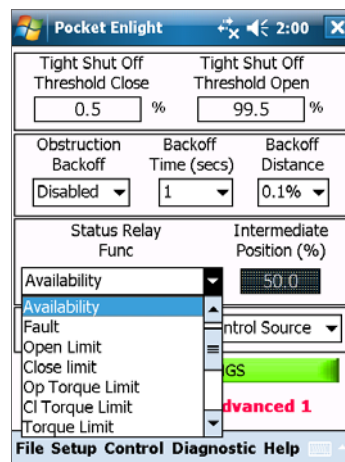 Pocket Enlight 2:00
Tight Shut Off Tight Shut Off
Threshold Close Threshold Open
0.5 % 99.5 %
Obstruction Backoff Backoff
Backoff Time (secs) Distance
Disabled 1 0.1%
Status Relay Intermediate
Func Position (%)
Availability 50.0
Availability
Fault
ntrol Source
Open Limit
Close limit
GS
Op Torque Limit
Cl Torque Limit
dvanced 1
Torque Limit
File Setup Control Diagnostic Help